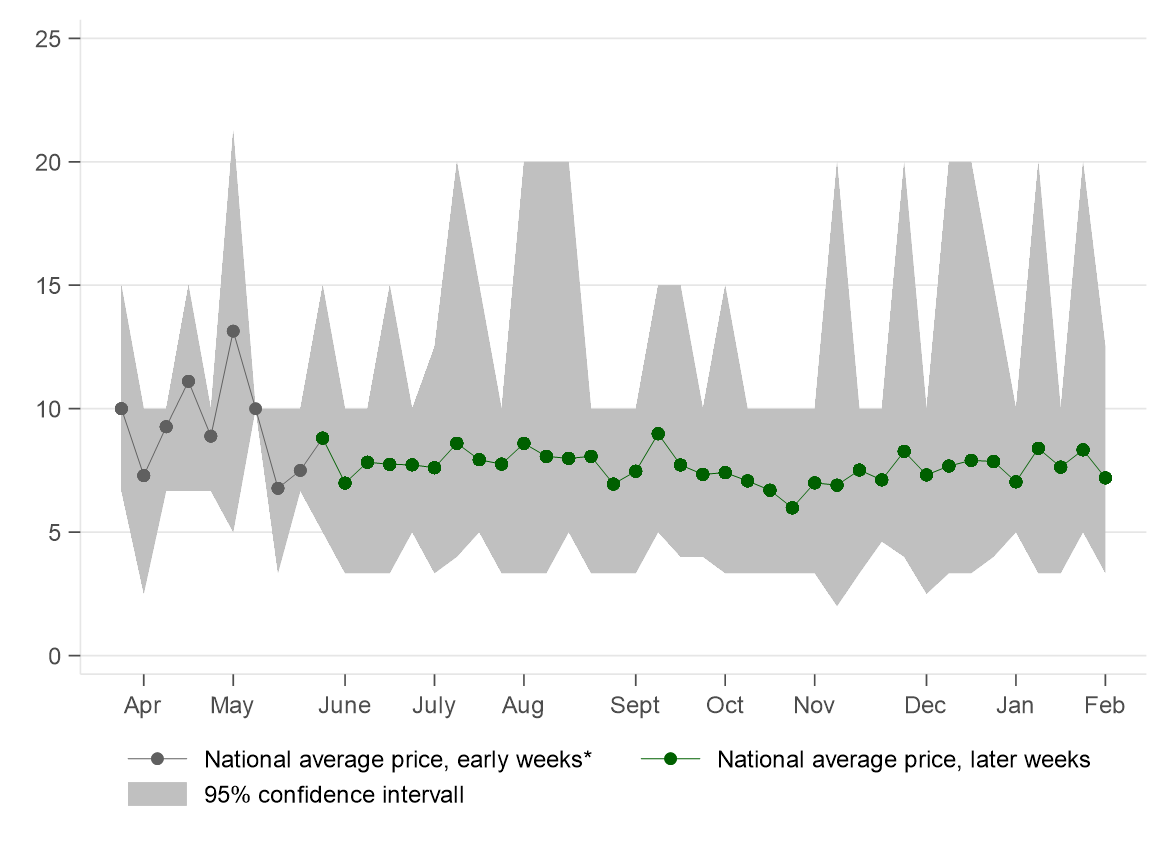 25
20
15
10
5
0
Apr May June July Aug Sept Oct Nov Dec Jan Feb
National average price, early weeks* National average price, later weeks
95% confidence intervall